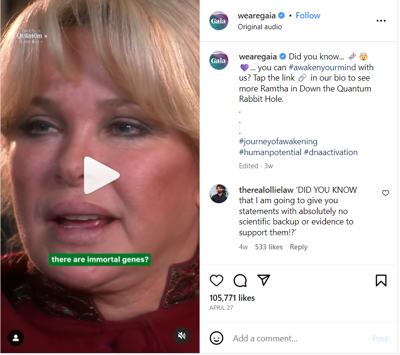 Gaia
wearegaia • Follow
Original audio
QUANTUM
there are immortal genes?
Gaia
wearegaia Did you know... 🧬 🤯
💜 ... you can #awakenyourmind with
us? Tap the link 🔗 in our bio to see
more Ramtha in Down the Quantum
Rabbit Hole.
.
.
.
#journeyofawakening
#humanpotential #dnaactivation
Edited · 3w
therealollielaw 'DID YOU KNOW
that I am going to give you
statements with absolutely no
scientific backup or evidence to
support them!?'
4w 533 likes Reply
105,771 likes
APRIL 27
Add a comment...
Post